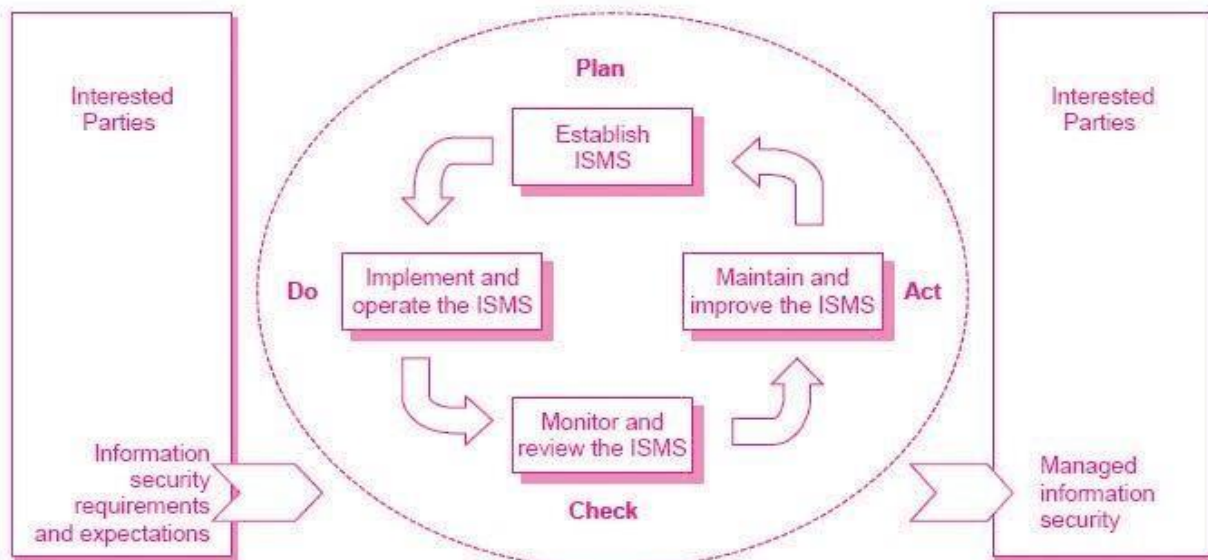 Interested
Parties
Information
security
requirements
and expectations
Plan
Establish
ISMS
Do
Implement and
operate the ISMS
Maintain and
improve the ISMS
Act
Monitor and
review the ISMS
Check
Interested
Parties
Managed
information
security